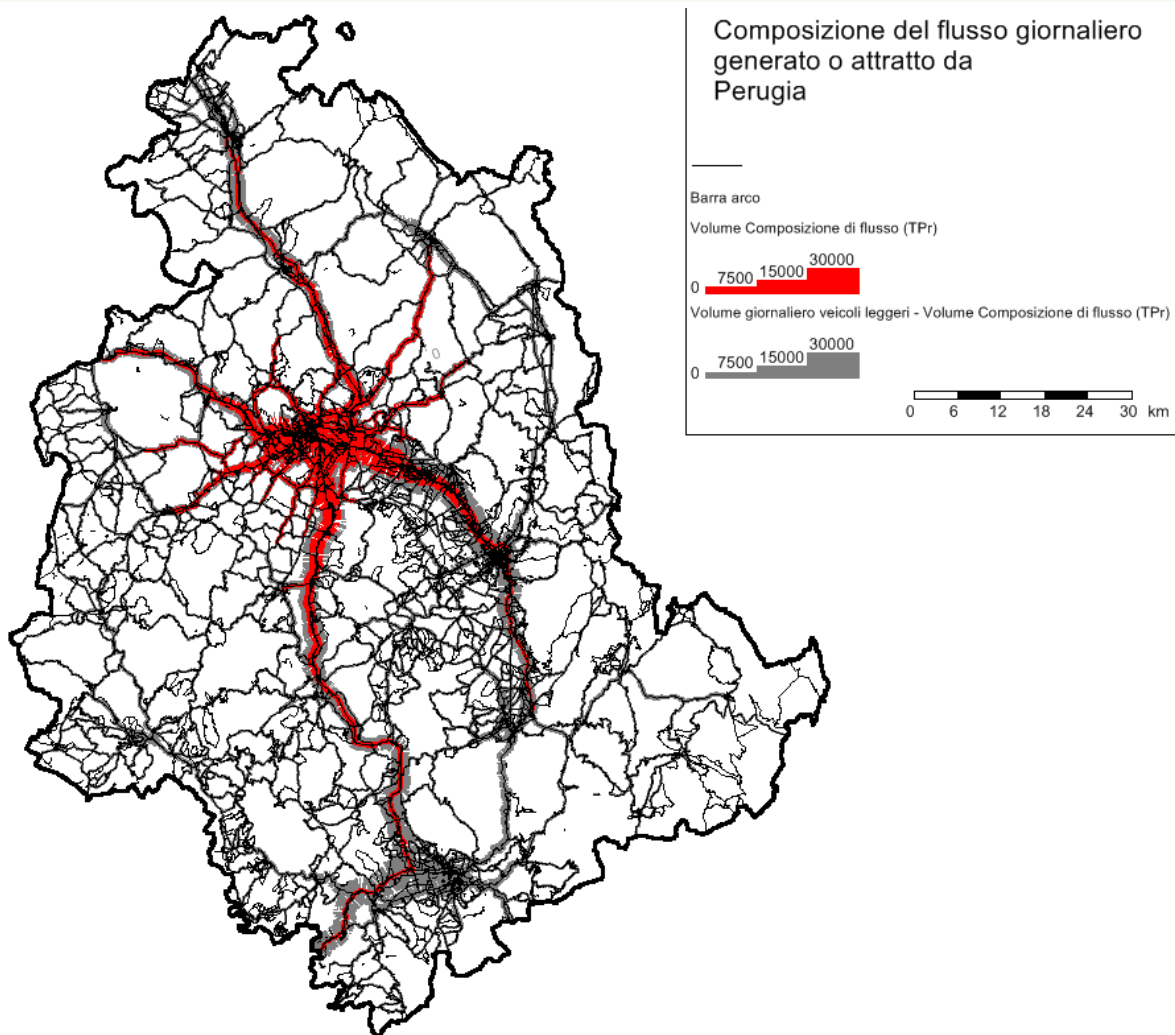 Composizione del flusso giornaliero
generato o attratto da
Perugia
Barra arco
Volume Composizione di flusso (TPr)
0 7500 15000 30000
Volume giornaliero veicoli leggeri - Volume Composizione di flusso (TPr)
0 7500 15000 30000
0 6 12 18 24 30 km
0